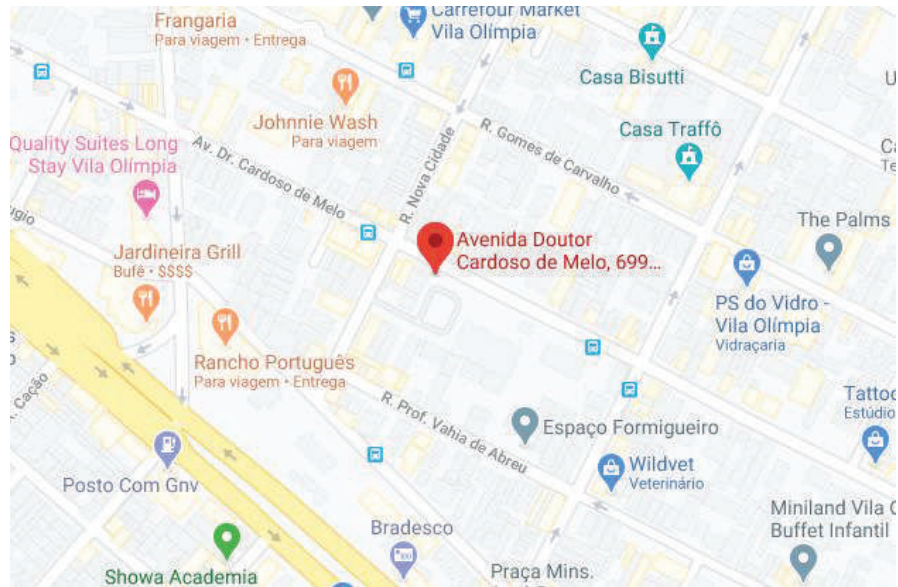 Frangaria
Para viagem • Entrega
Carrefour Market
Vila Olímpia
Casa Bisutti
Johnnie Wash
Para viagem
Casa Traffô
R. Gomes de Carvalho
R. Nova Cidade
Quality Suites Long
Stay Vila Olímpia
Av. Dr. Cardoso de Melo
The Palms
Avenida Doutor
Cardoso de Melo, 699...
Jardineira Grill
Bufê • $$$$
PS do Vidro -
Vila Olímpia
Vidraçaria
Rancho Português
Para viagem • Entrega
R. Prof. Vahia de Abreu
Cação
Espaço Formigueiro
Tattoo
Estúdio
Wildvet
Veterinário
Posto Com Gnv
Miniland Vila
Buffet Infantil
Bradesco
Showa Academia
Praça Mins.